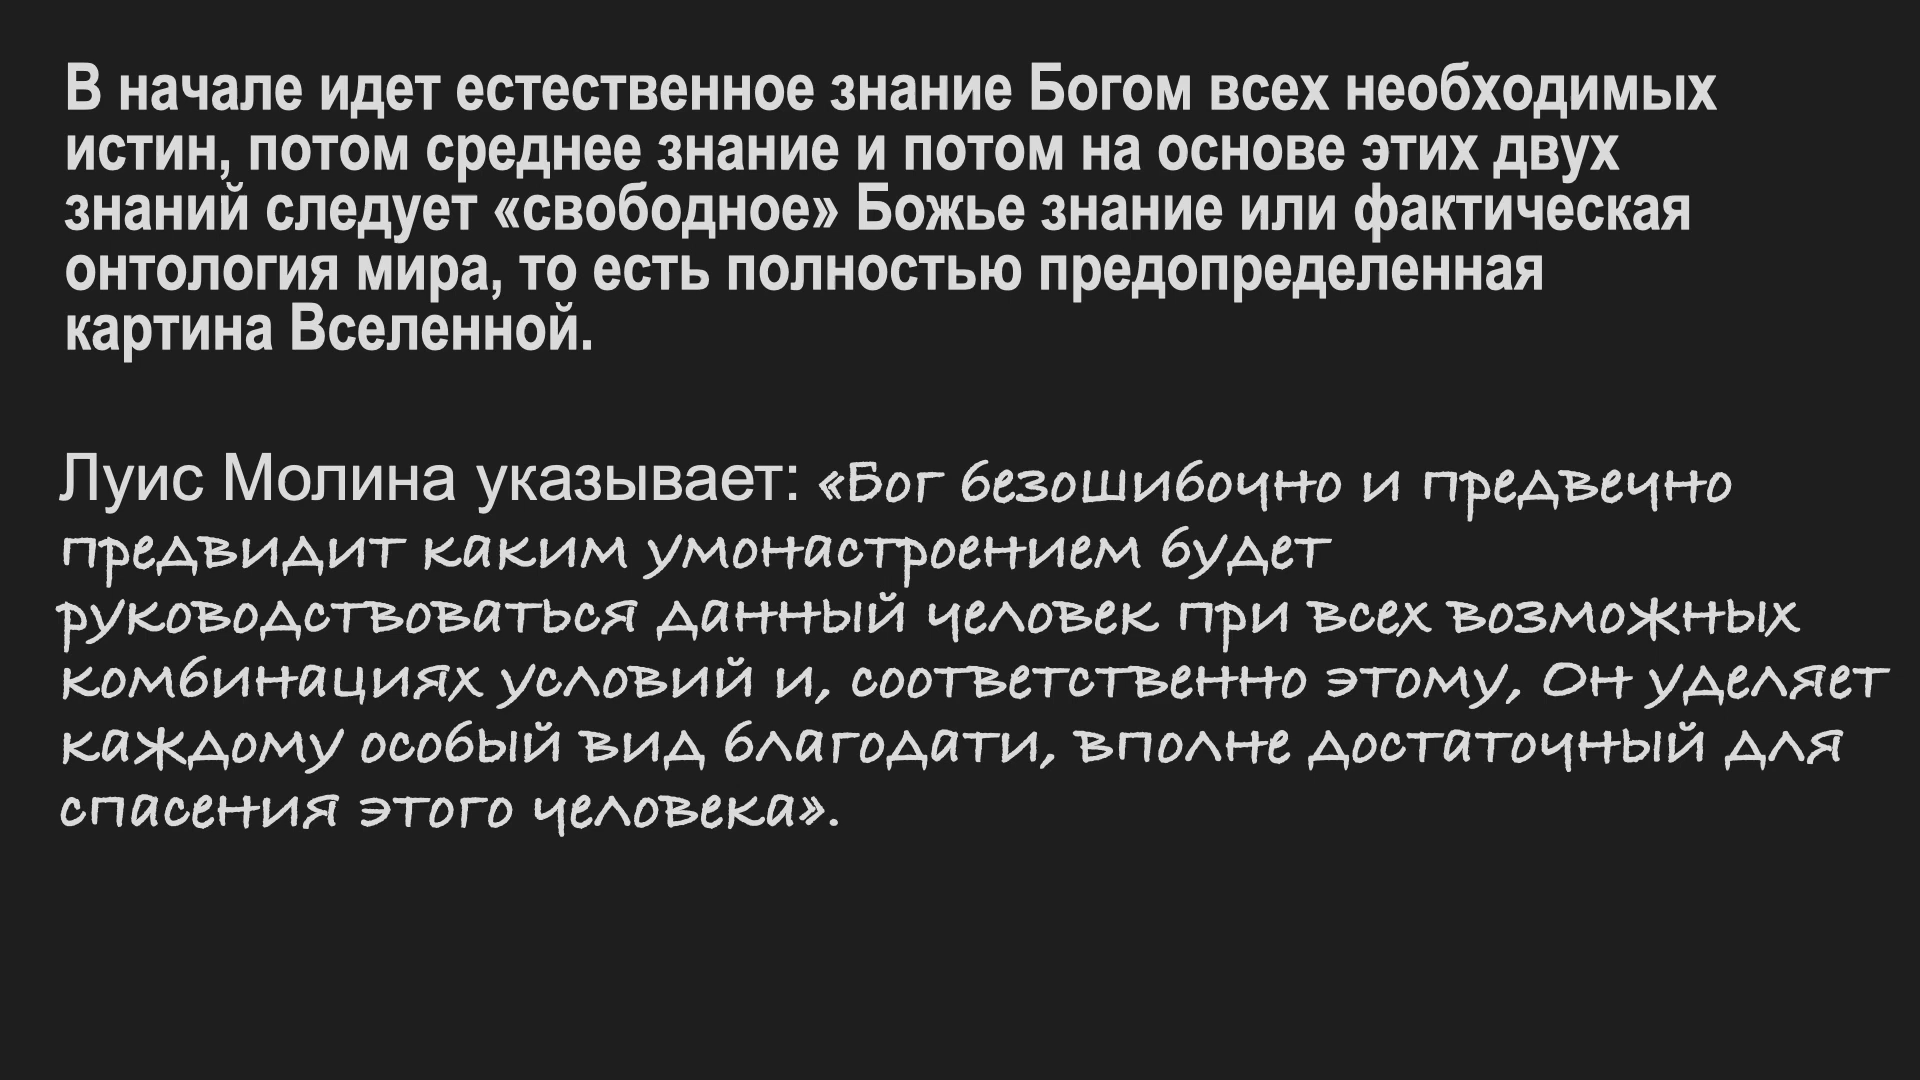 В начале идет естественное знание Богом всех необходимых
истин, потом среднее знание и потом на основе этих двух
знаний следует «свободное» Божье знание или фактическая
онтология мира, то есть полностью предопределенная
картина Вселенной.
Луис Молина указывает: «Бог безошибочно и предвечно
предвидит каким умонастроением будет
руководствоваться данный человек при всех возможных
комбинациях условий и, соответственно этому, Он уделяет
каждому особый вид благодати, вполне достаточный для
спасения этого человека».